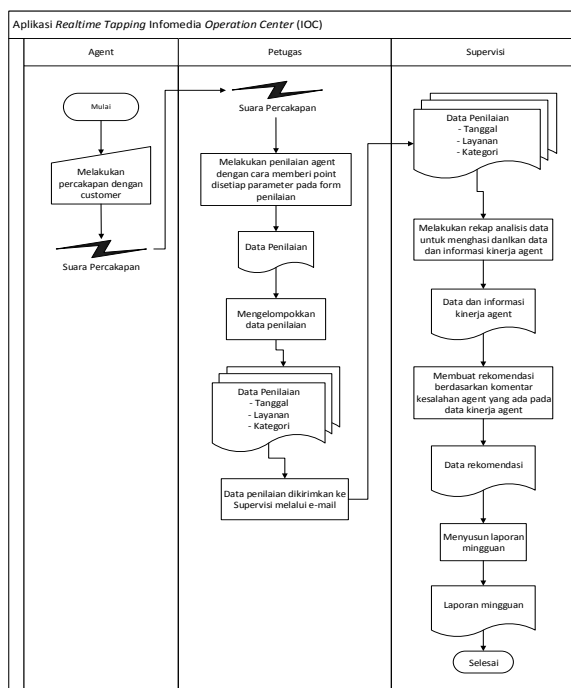 Aplikasi Realtime Tapping Infomedia Operation Center (IOC)
Agent
Petugas
Supervisi
Mulai
Melakukan
percakapan dengan
customer
Suara Percakapan
Suara Percakapan
Melakukan penilaian agent
dengan cara memberi point
disetiap parameter pada form
penilaian
Data Penilaian
Mengelompokkan
data penilaian
Data Penilaian
- Tanggal
- Layanan
- Kategori
Data penilaian dikirimkan ke
Supervisi melalui e-mail
Data Penilaian
- Tanggal
- Layanan
- Kategori
Melakukan rekap analisis data
untuk menghasi danlkan data
dan informasi kinerja agent
Data dan informasi
kinerja agent
Membuat rekomendasi
berdasarkan komentar
kesalahan agent yang ada pada
data kinerja agent
Data rekomendasi
Menyusun laporan
mingguan
Laporan mingguan
Selesai